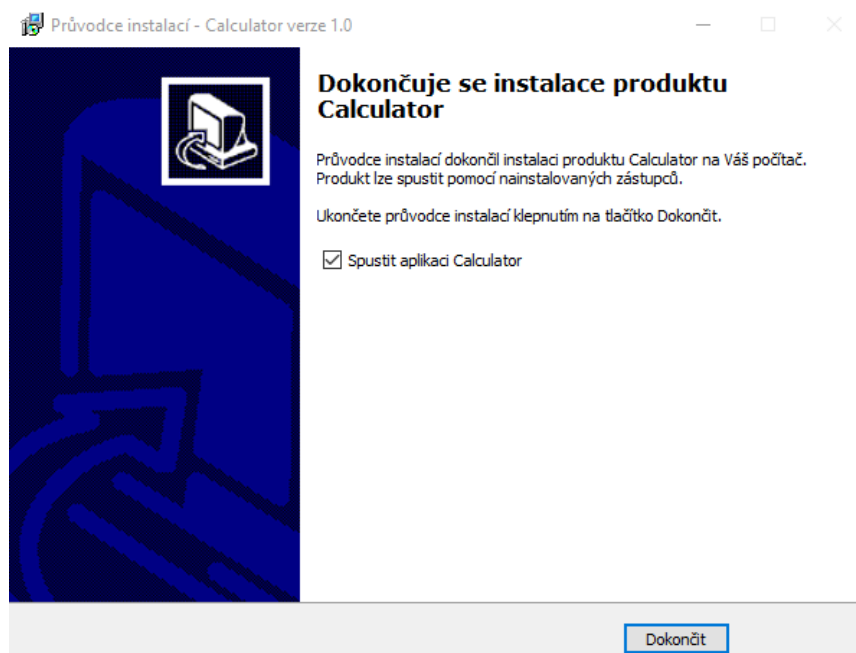 Průvodce instalací - Calculator verze 1.0
Dokončuje se instalace produktu
Calculator
Průvodce instalací dokončil instalaci produktu Calculator na Váš počítač.
Produkt lze spustit pomocí nainstalovaných zástupců.
Ukončete průvodce instalací klepnutím na tlačítko Dokončit.
Spustit aplikaci Calculator
Dokončit